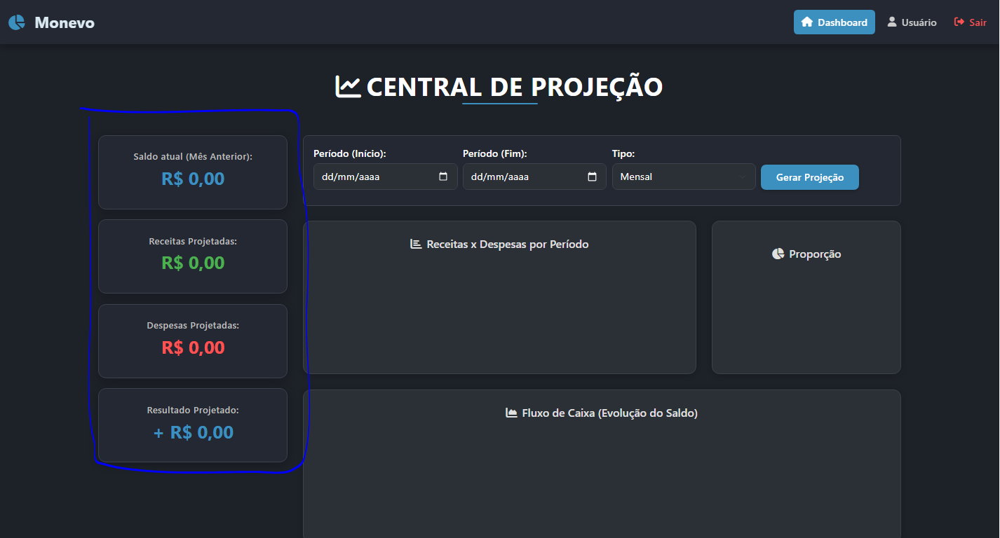 Monevo
Dashboard
Usuário
Sair
CENTRAL DE PROJEÇÃO
Saldo atual (Mês Anterior):
R$ 0,00
Receitas Projetadas:
R$ 0,00
Despesas Projetadas:
R$ 0,00
Resultado Projetado:
+ R$ 0,00
Período (Início): Período (Fim): Tipo:
dd/mm/aaaa dd/mm/aaaa Mensal Gerar Projeção
Receitas x Despesas por Período
Proporção
Fluxo de Caixa (Evolução do Saldo)